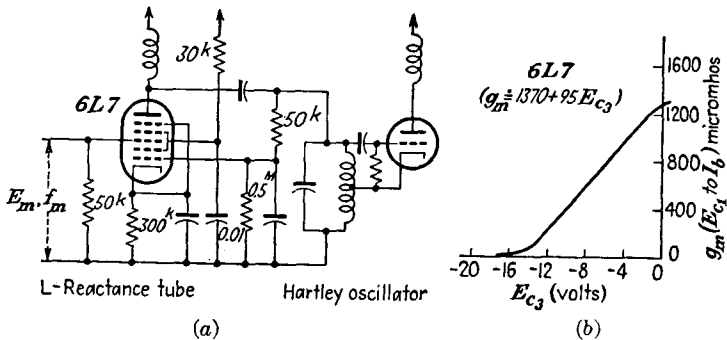 30k
6L7
50k
Em, fm
50k
300k
0.01
0.5M
L-Reactance tube
Hartley oscillator
(a)
6L7
(gm≐1370+95Ec3)
1600
1200
800
400
0
gm(Ec1 to Ib) micromhos
-20 -16 -12 -8 -4 0
Ec3 (volts)
(b)